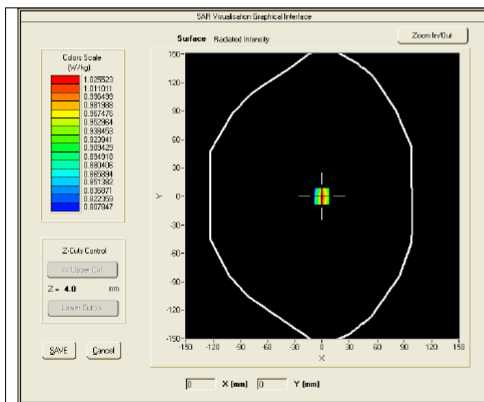 SAR Visualisation Graphical Interface
Surface Radiated Intensity
Zoom In/Out
Colors Scale
(W/kg)
1.025523
1.011011
0.996499
0.981988
0.967476
0.952964
0.938453
0.923941
0.909429
0.894918
0.880406
0.865894
0.851382
0.836871
0.822359
0.807847
150
120
90
60
30
0
-30
-60
-90
-120
-150
Y
-150 -120 -90 -60 -30 0 30 60 90 120 150
X
Z-Cuts Control
<< Upper Cut
Z = 4.0 mm
Lower Cut >>
SAVE Cancel
0 X (mm) 0 Y (mm)